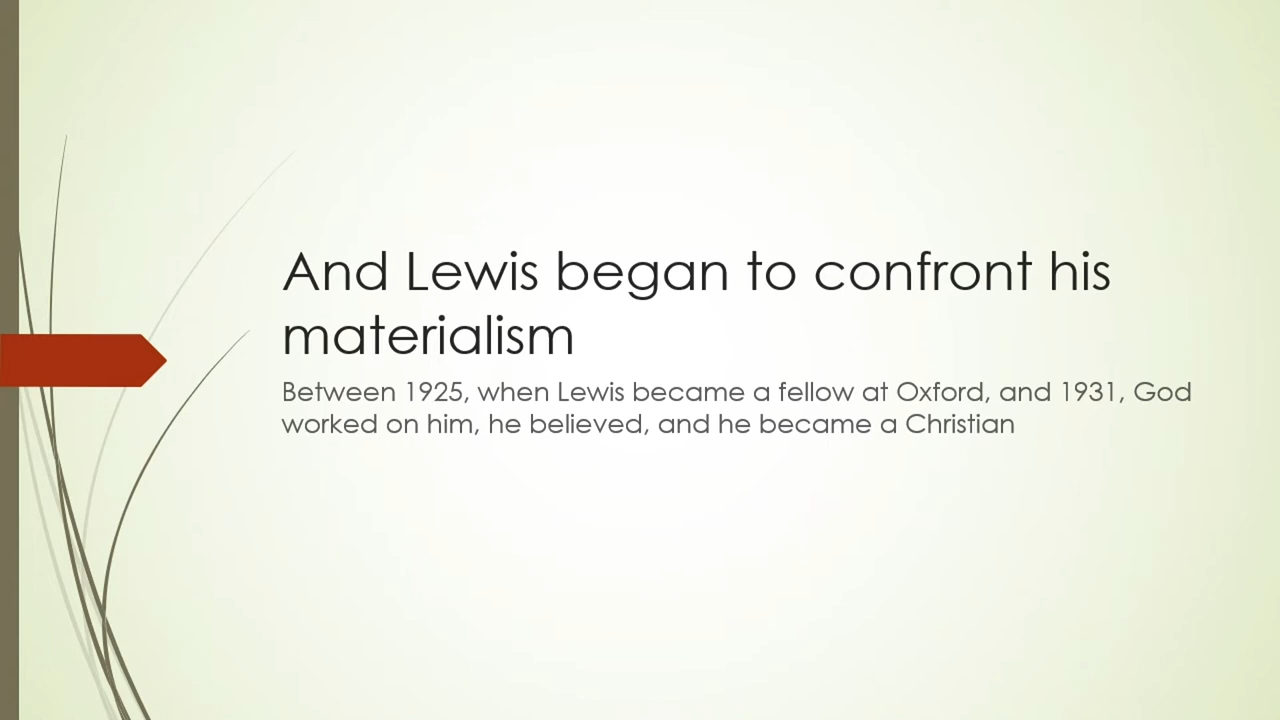 And Lewis began to confront his
materialism
Between 1925, when Lewis became a fellow at Oxford, and 1931, God
worked on him, he believed, and he became a Christian